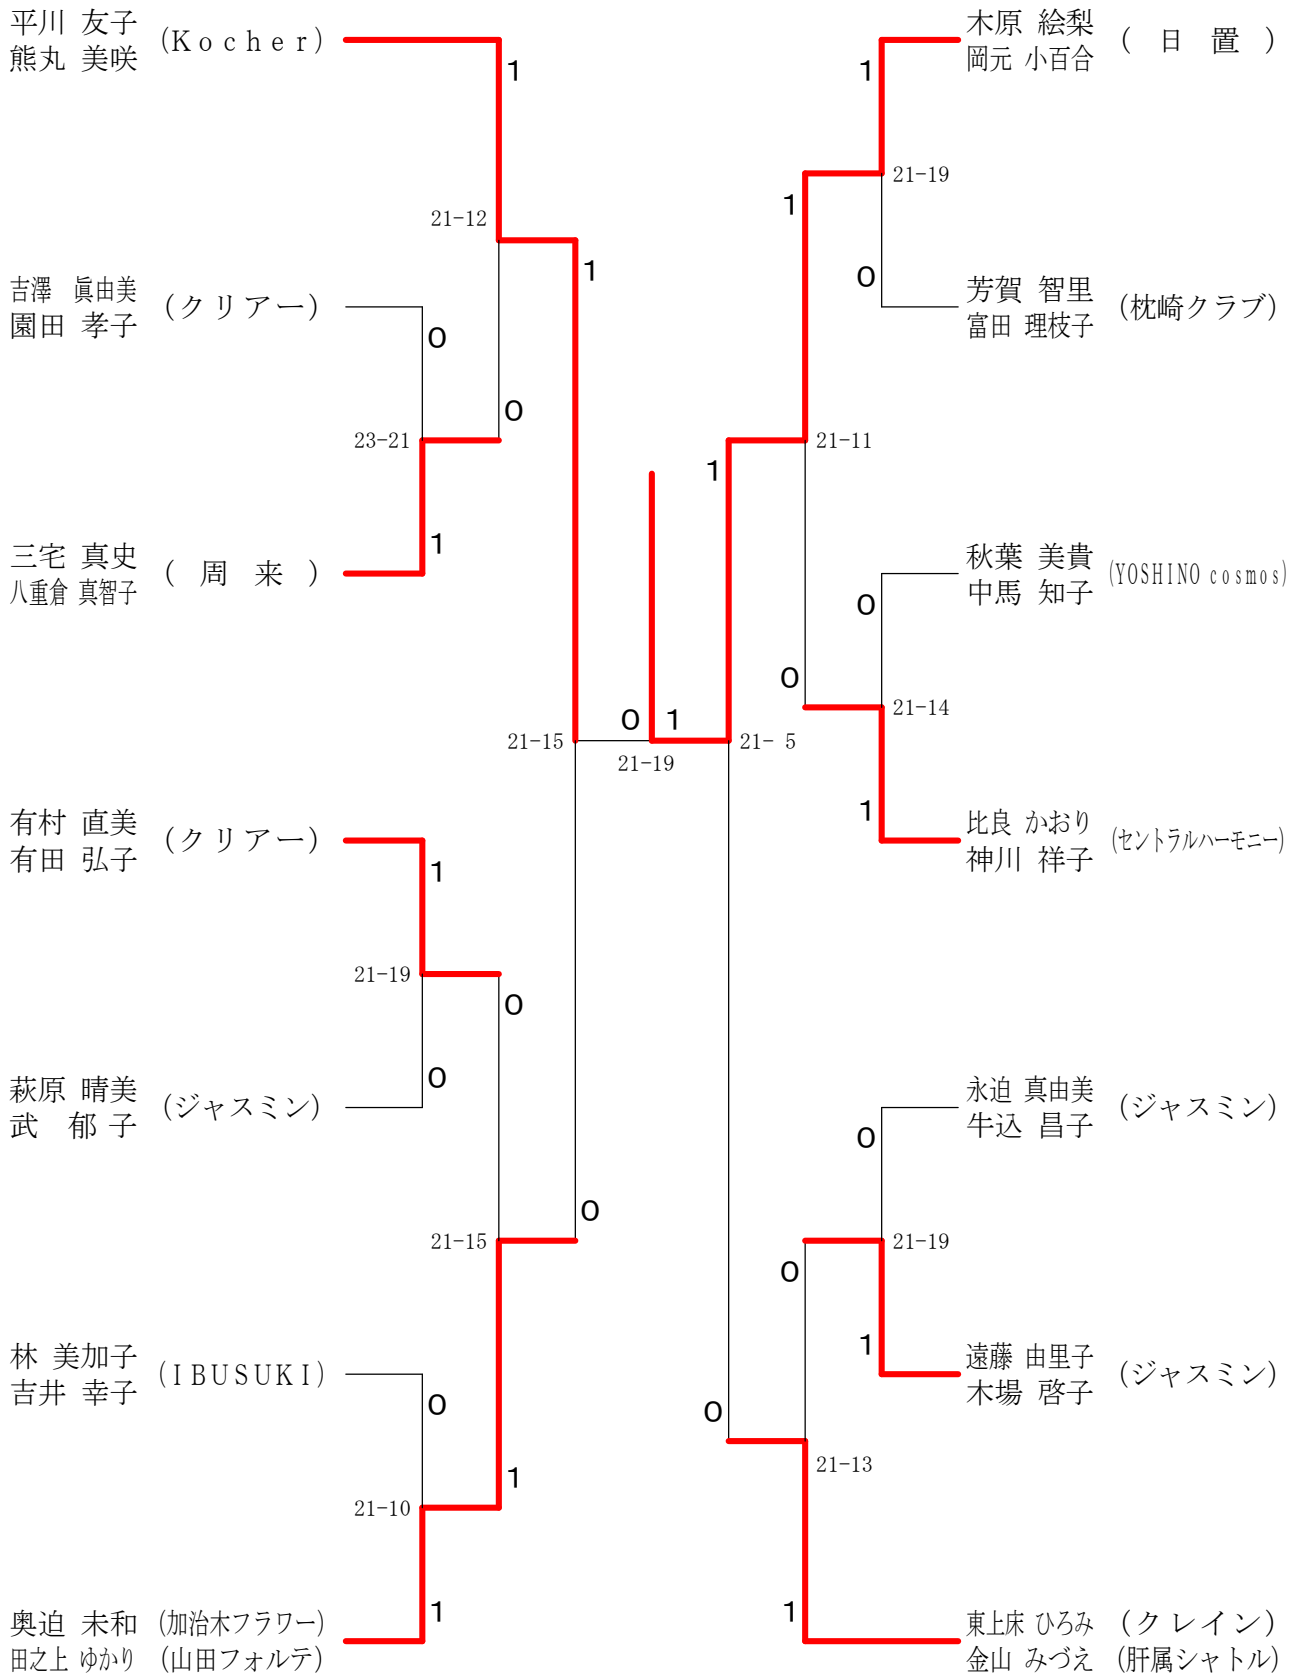 平川 友子
熊丸 美咲
(Kocher)
1
21-12
吉澤 眞由美
園田 孝子
(クリアー)
0
0
23-21
1
三宅 真史
八重倉 真智子
( 周 来 )
1
21-15
有村 直美
有田 弘子
(クリアー)
1
21-19
0
0
萩原 晴美
武 郁子
(ジャスミン)
0
21-15
林 美加子
吉井 幸子
(IBUSUKI)
0
1
21-10
1
奥迫 未和
田之上 ゆかり
(加治木フラワー)
(山田フォルテ)
0
1
21-19
木原 絵梨
岡元 小百合
( 日 置 )
1
21-19
1
0
芳賀 智里
富田 理枝子
(枕崎クラブ)
21-11
1
秋葉 美貴
中馬 知子
(YOSHINO cosmos)
0
0
21-14
1
21- 5
比良 かおり
神川 祥子
(セントラルハーモニー)
永迫 真由美
牛込 昌子
(ジャスミン)
0
21-19
0
1
遠藤 由里子
木場 啓子
(ジャスミン)
0
21-13
1
東上床 ひろみ
金山 みづえ
(クレイン)
(肝属シャトル)